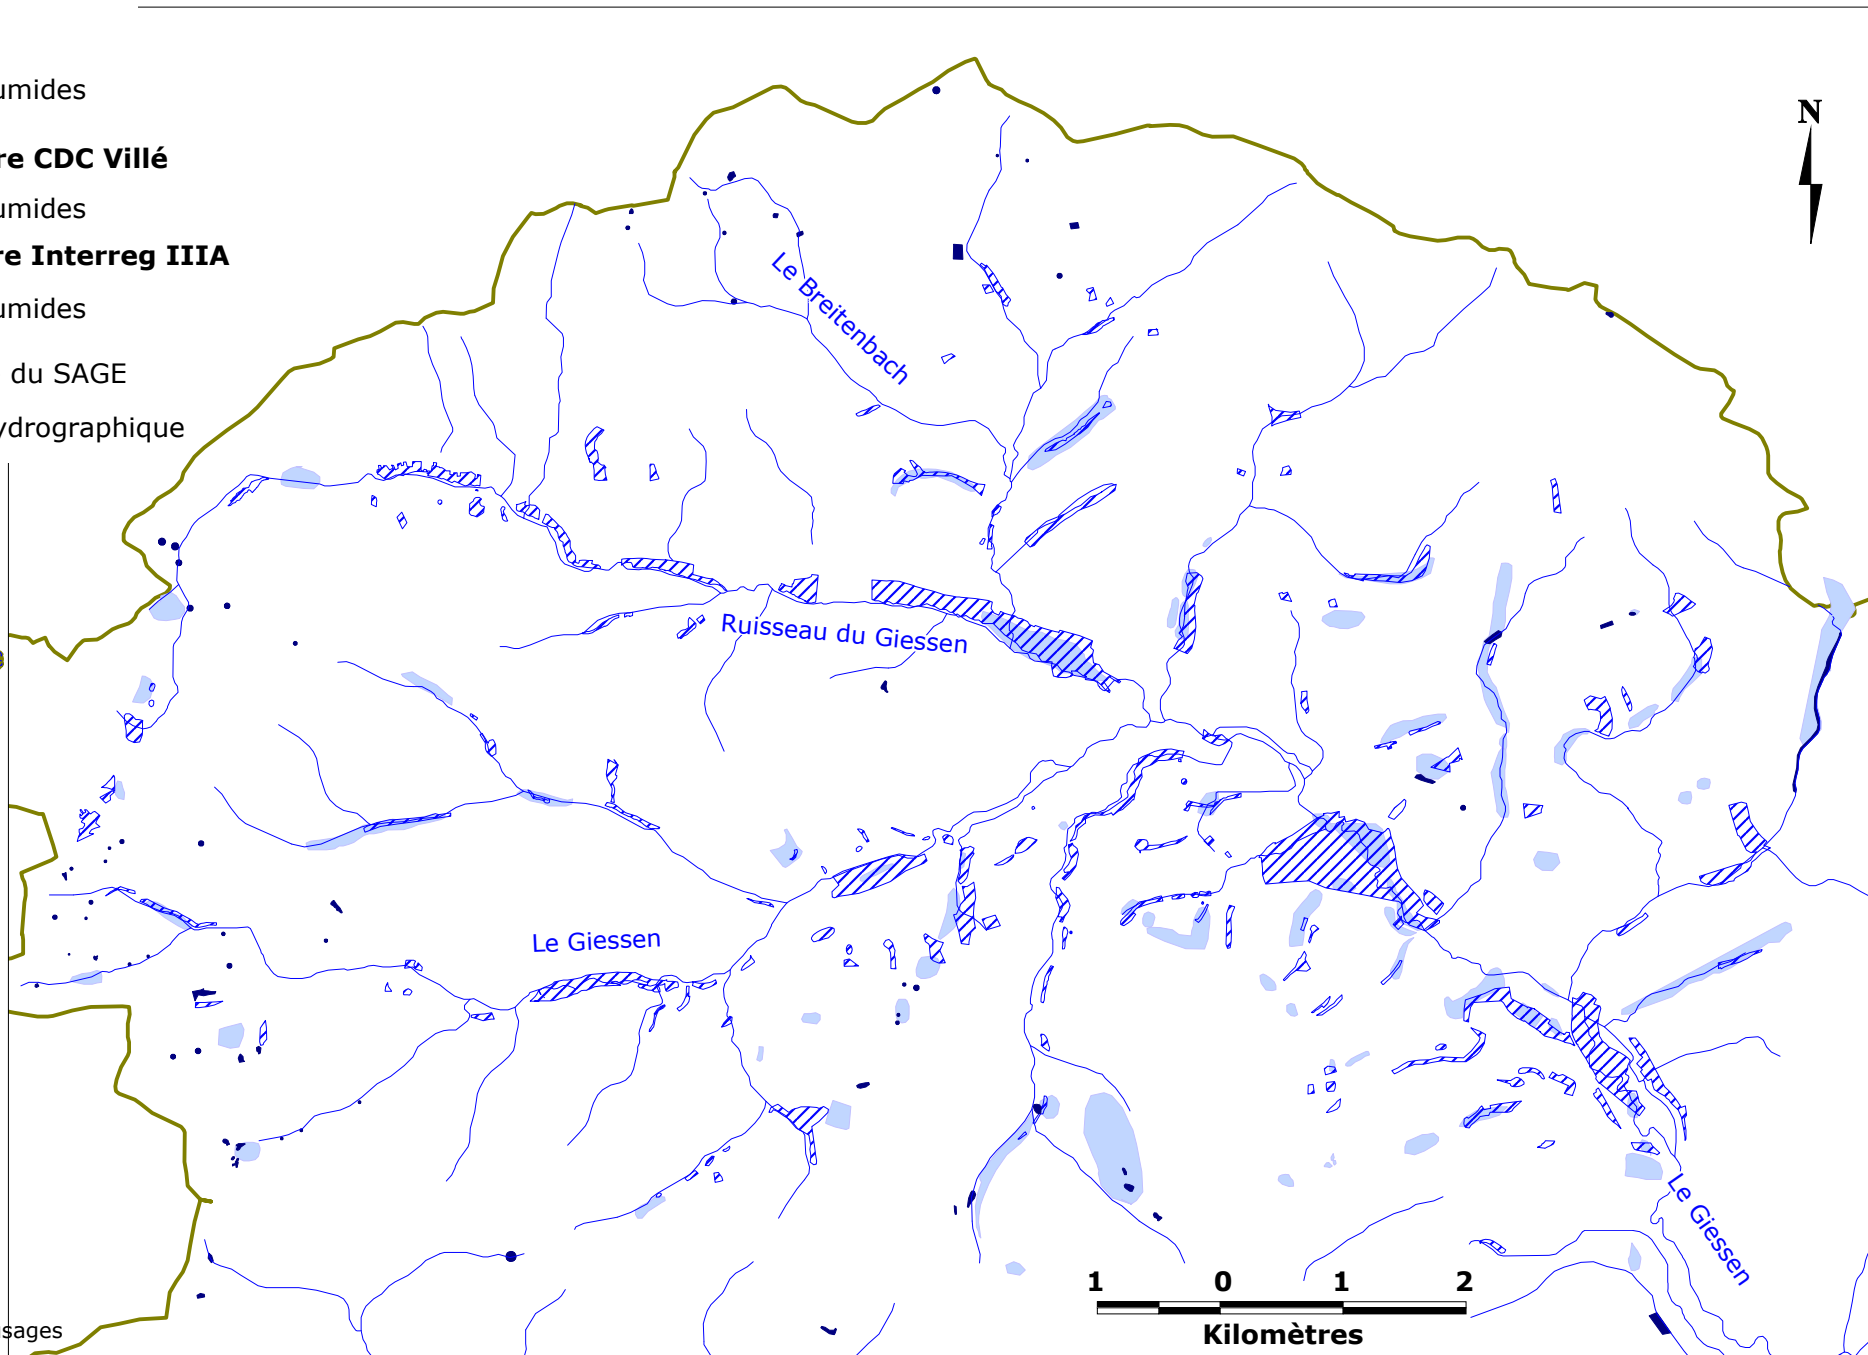 umides
re CDC Villé
umides
re Interreg IIIA
umides
du SAGE
ydrographique
N
Le Breitenbach
Ruisseau du Giessen
Le Giessen
Le Giessen
1 0 1 2
Kilomètres
sages